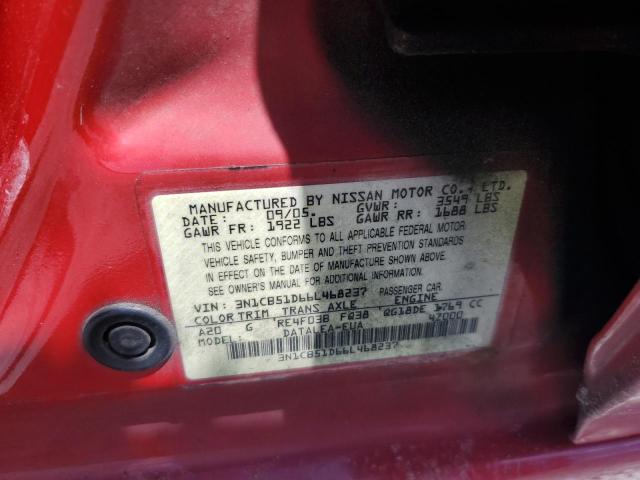 MANUFACTURED BY NISSAN MOTOR CO., LTD.
DATE: 09/05. GVWR: 3549 LBS
GAWR FR: 1922 LBS GAWR RR: 1688 LBS
THIS VEHICLE CONFORMS TO ALL APPLICABLE FEDERAL MOTOR
VEHICLE SAFETY, BUMPER AND THEFT PREVENTION STANDARDS
IN EFFECT ON THE DATE OF MANUFACTURE SHOWN ABOVE.
SEE OWNER'S MANUAL FOR FURTHER INFORMATION.
VIN: 3N1CB51D66L468237 PASSENGER CAR.
COLOR TRIM TRANS AXLE ENGINE
A20 G RE4F03B FQ38 QG18DE 1769 CC
MODEL: DATALEA-EUA 47000
3N1CB51D66L468237